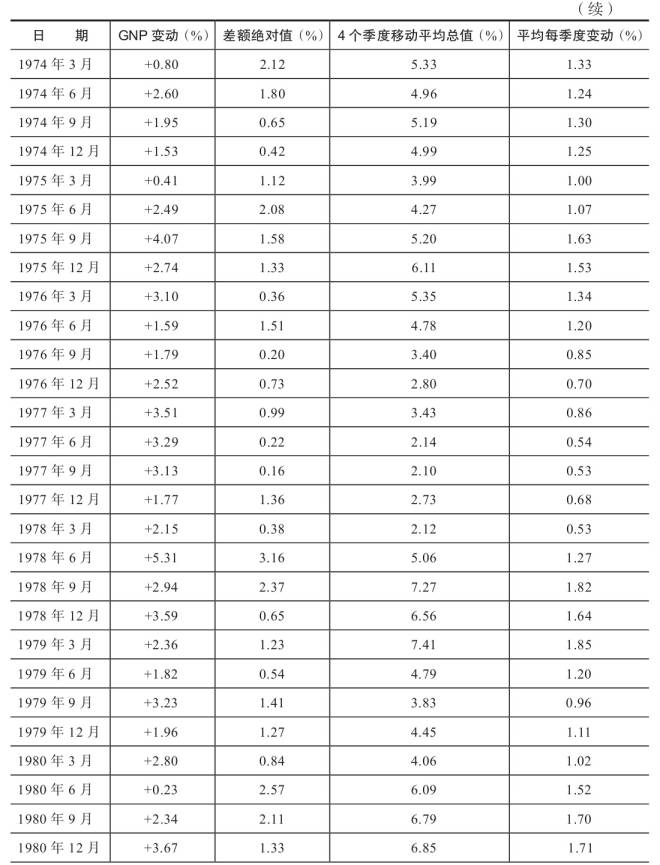 （续）
日 期 GNP 变动（%） 差额绝对值（%） 4 个季度移动平均总值（%） 平均每季度变动（%）
1974 年 3 月 +0.80 2.12 5.33 1.33
1974 年 6 月 +2.60 1.80 4.96 1.24
1974 年 9 月 +1.95 0.65 5.19 1.30
1974 年 12 月 +1.53 0.42 4.99 1.25
1975 年 3 月 +0.41 1.12 3.99 1.00
1975 年 6 月 +2.49 2.08 4.27 1.07
1975 年 9 月 +4.07 1.58 5.20 1.63
1975 年 12 月 +2.74 1.33 6.11 1.53
1976 年 3 月 +3.10 0.36 5.35 1.34
1976 年 6 月 +1.59 1.51 4.78 1.20
1976 年 9 月 +1.79 0.20 3.40 0.85
1976 年 12 月 +2.52 0.73 2.80 0.70
1977 年 3 月 +3.51 0.99 3.43 0.86
1977 年 6 月 +3.29 0.22 2.14 0.54
1977 年 9 月 +3.13 0.16 2.10 0.53
1977 年 12 月 +1.77 1.36 2.73 0.68
1978 年 3 月 +2.15 0.38 2.12 0.53
1978 年 6 月 +5.31 3.16 5.06 1.27
1978 年 9 月 +2.94 2.37 7.27 1.82
1978 年 12 月 +3.59 0.65 6.56 1.64
1979 年 3 月 +2.36 1.23 7.41 1.85
1979 年 6 月 +1.82 0.54 4.79 1.20
1979 年 9 月 +3.23 1.41 3.83 0.96
1979 年 12 月 +1.96 1.27 4.45 1.11
1980 年 3 月 +2.80 0.84 4.06 1.02
1980 年 6 月 +0.23 2.57 6.09 1.52
1980 年 9 月 +2.34 2.11 6.79 1.70
1980 年 12 月 +3.67 1.33 6.85 1.71